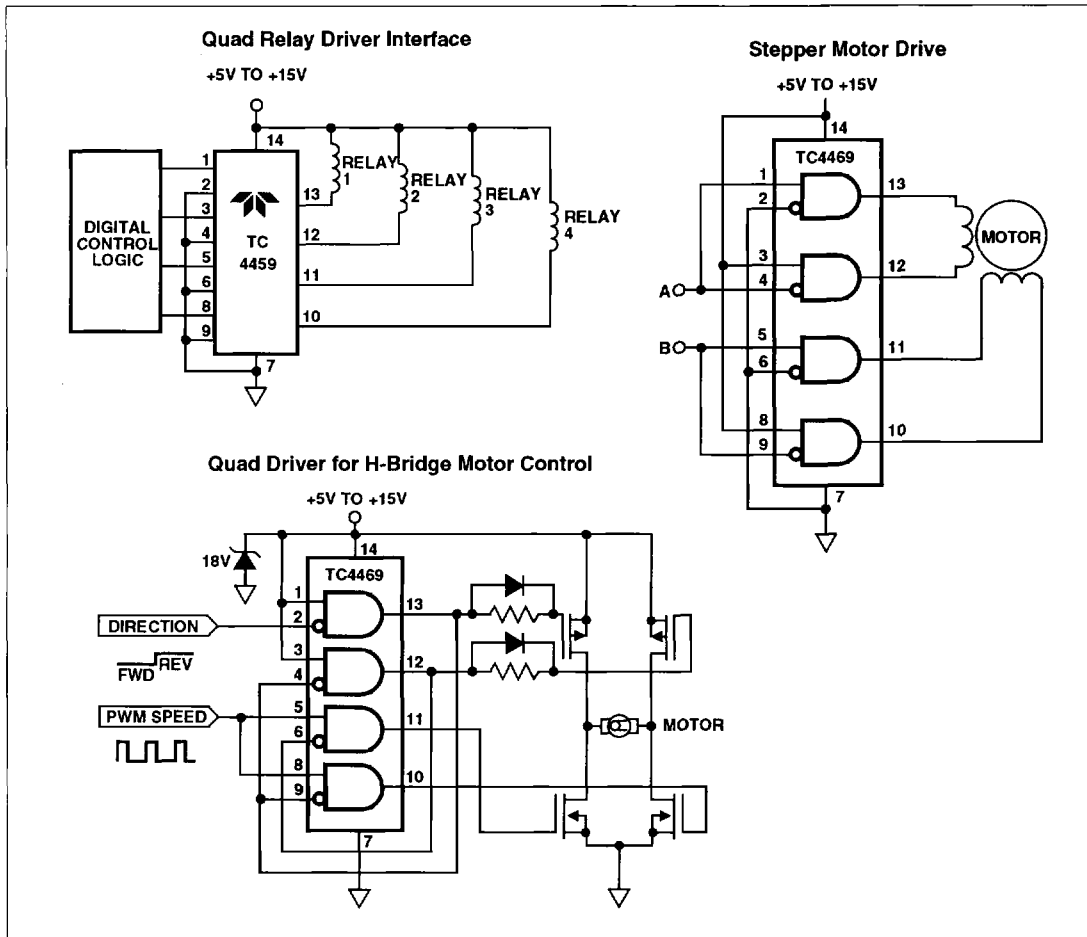 Quad Relay Driver Interface
+5V TO +15V
14
DIGITAL
CONTROL
LOGIC
1
2
3
4
5
6
8
9
TC
4459
13
12
11
10
7
RELAY
1
RELAY
2
RELAY
3
RELAY
4
Stepper Motor Drive
+5V TO +15V
14
TC4469
A
B
1
2
3
4
5
6
8
9
13
12
11
10
7
MOTOR
Quad Driver for H-Bridge Motor Control
+5V TO +15V
18V
14
TC4469
DIRECTION
FWD REV
PWM SPEED
1
2
3
4
5
6
8
9
13
12
11
10
7
MOTOR